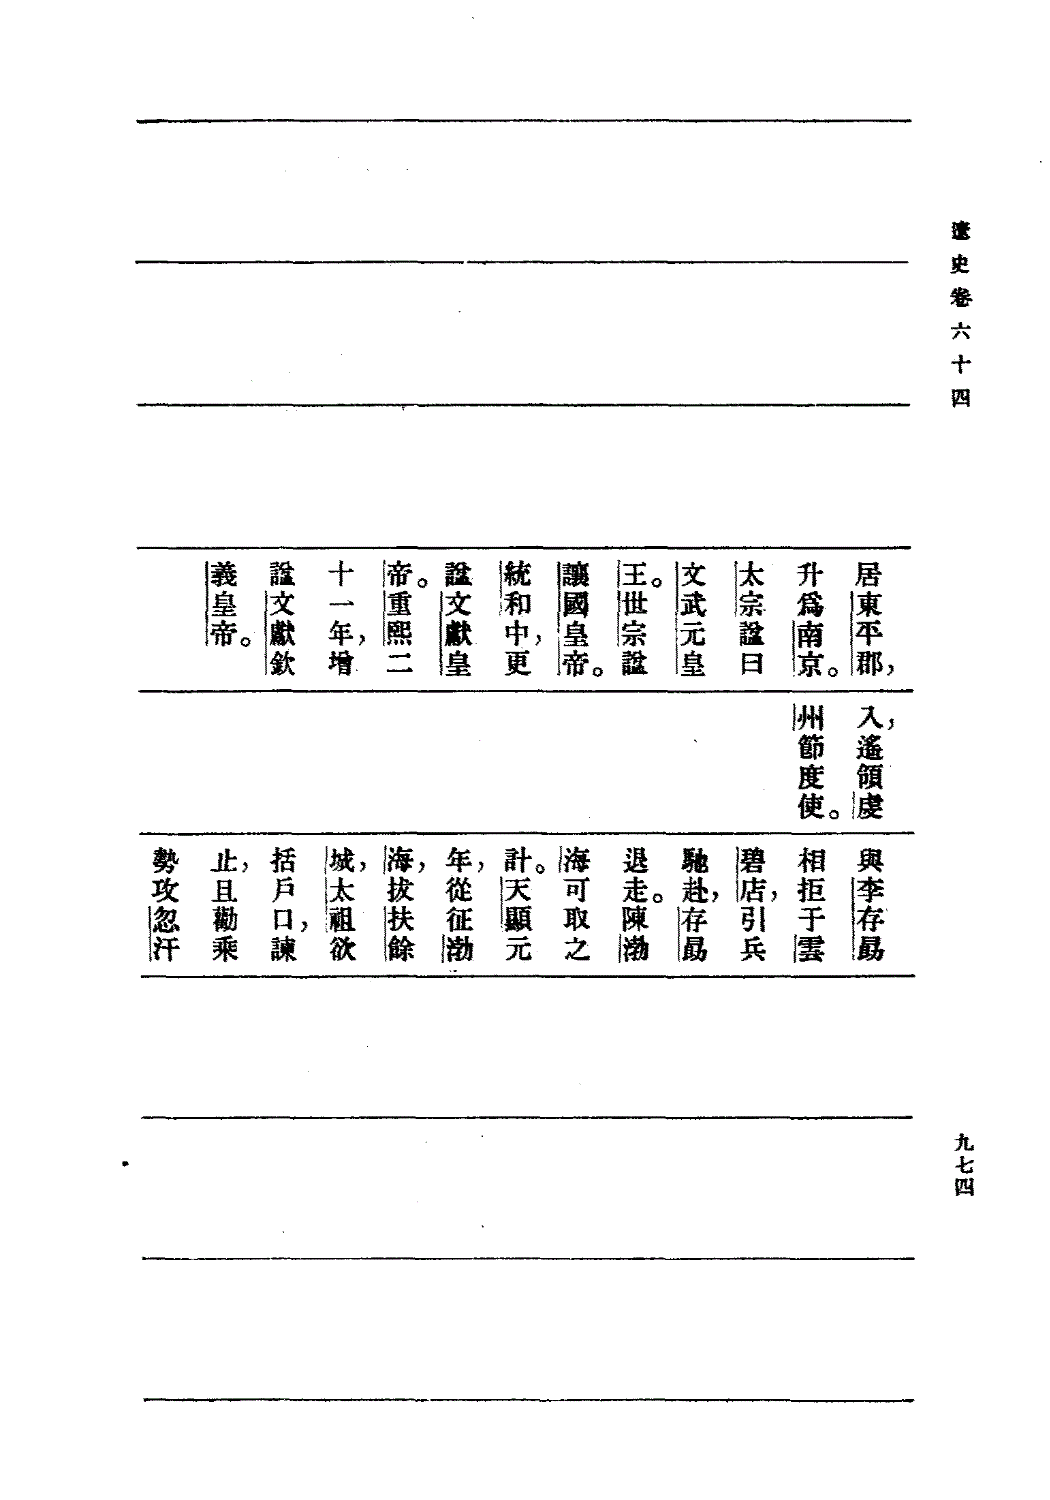 遼史卷六十四
居東平郡，
升爲南京。
太宗諡曰
文武元皇
王。世宗諡
讓國皇帝。
統和中，更
諡文獻皇
帝。重熙二
十一年，增
諡文獻欽
義皇帝。
入，遙領虔
州節度使。
與李存勗
相拒于雲
碧店，引兵
馳赴，存勗
退走。陳渤
海可取之
計。天顯元
年，從征渤
海，拔扶餘
城，太祖欲
括戶口，諫
止，且勸乘
勢攻忽汗
九七四